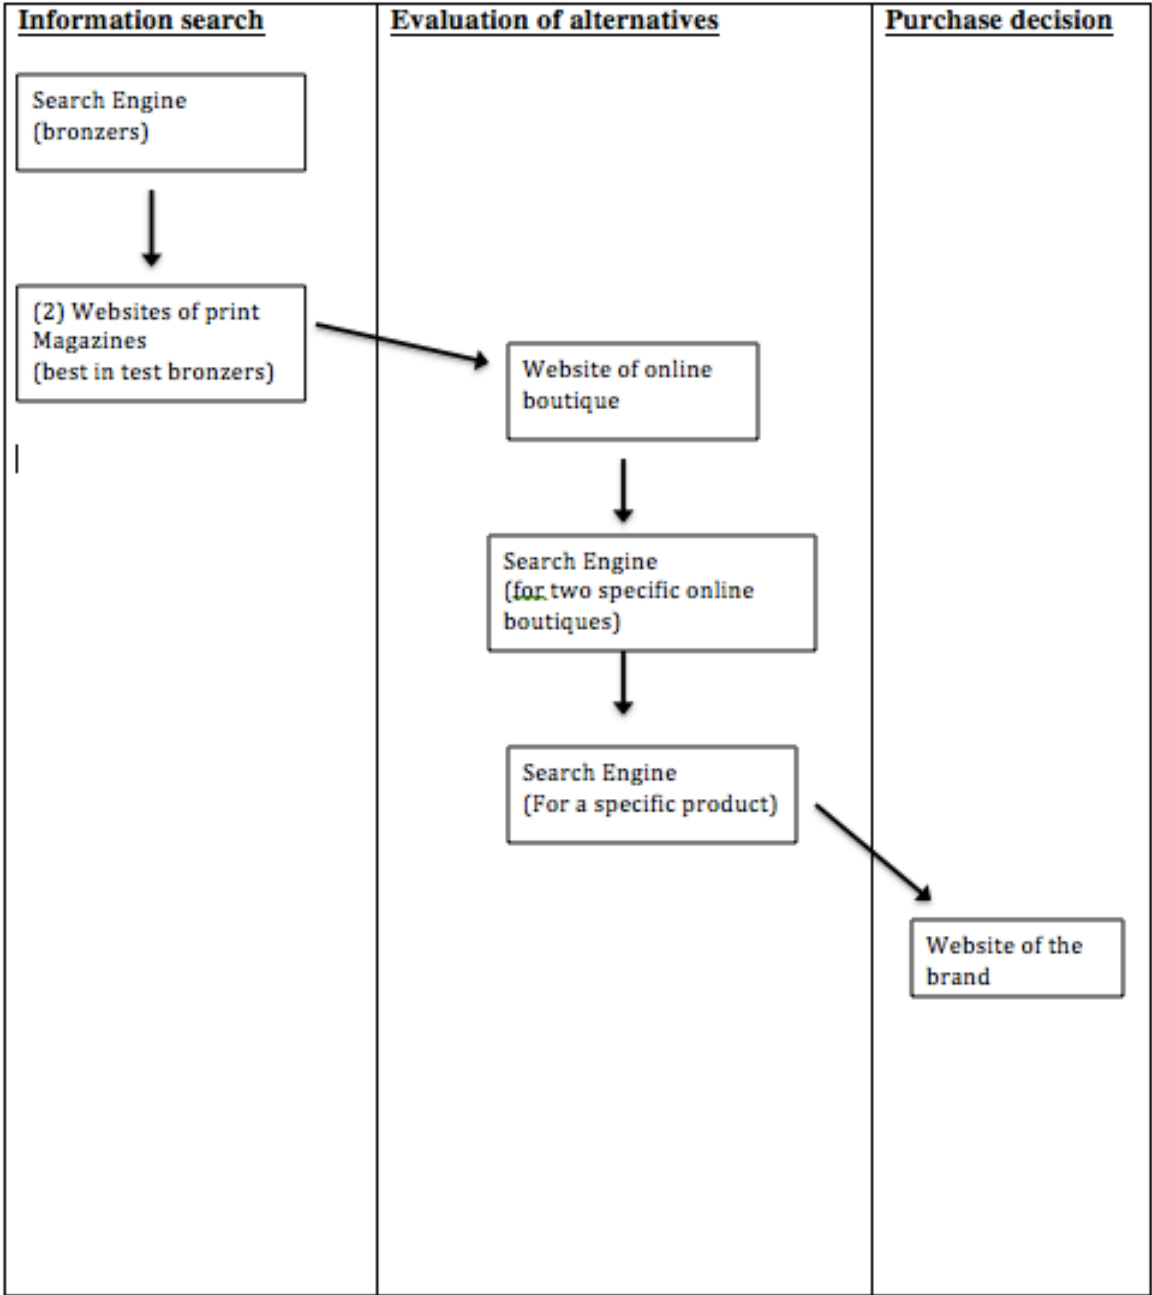 Information search
Evaluation of alternatives
Purchase decision
Search Engine
(bronzers)
(2) Websites of print
Magazines
(best in test bronzers)
Website of online
boutique
Search Engine
(for two specific online
boutiques)
Search Engine
(For a specific product)
Website of the
brand